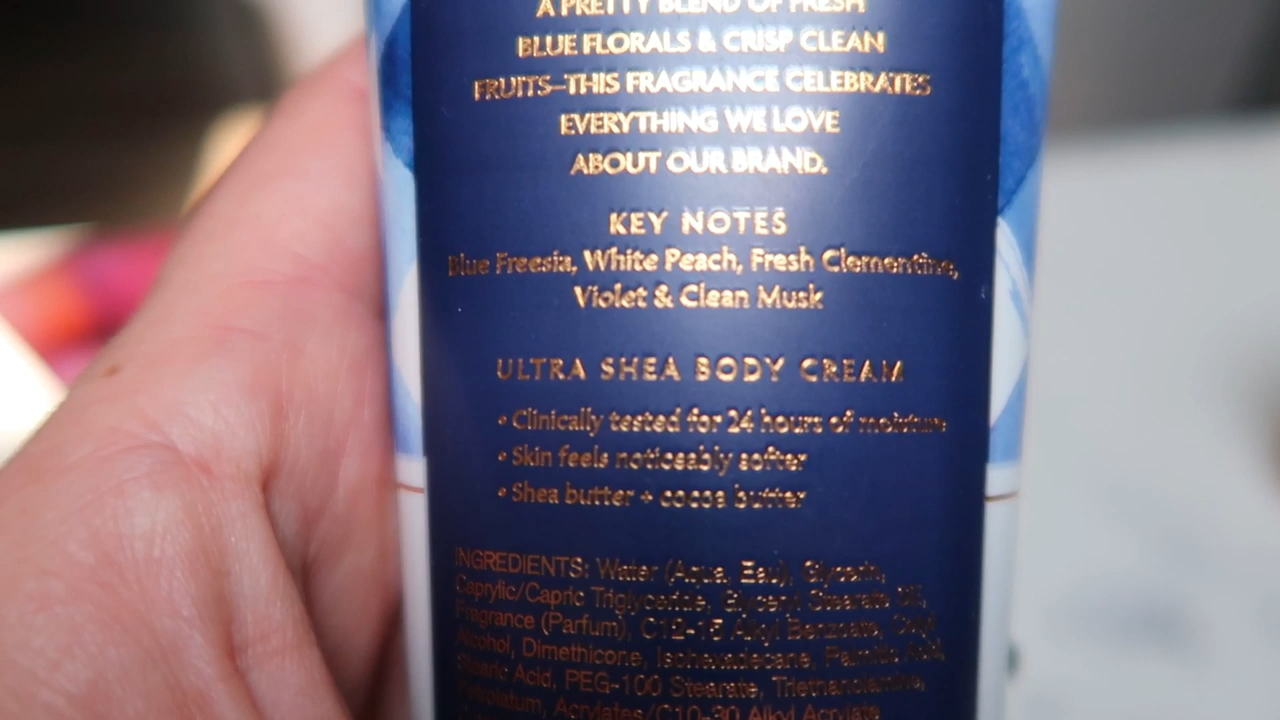 A PRETTY BLEND OF FRESH
BLUE FLORALS & CRISP CLEAN
FRUITS–THIS FRAGRANCE CELEBRATES
EVERYTHING WE LOVE
ABOUT OUR BRAND.
KEY NOTES
Blue Freesia, White Peach, Fresh Clementine,
Violet & Clean Musk
ULTRA SHEA BODY CREAM
• Clinically tested for 24 hours of moisture
• Skin feels noticeably softer
• Shea butter + cocoa butter
INGREDIENTS: Water (Aqua, Eau), Glycerin,
Caprylic/Capric Triglyceride, Glyceryl Stearate SE,
Fragrance (Parfum), C12-15 Alkyl Benzoate, Cetyl
Alcohol, Dimethicone, Isohexadecane, Palmitic Acid,
Stearic Acid, PEG-100 Stearate, Triethanolamine,
Petrolatum, Acrylates/C10-30 Alkyl Acrylate